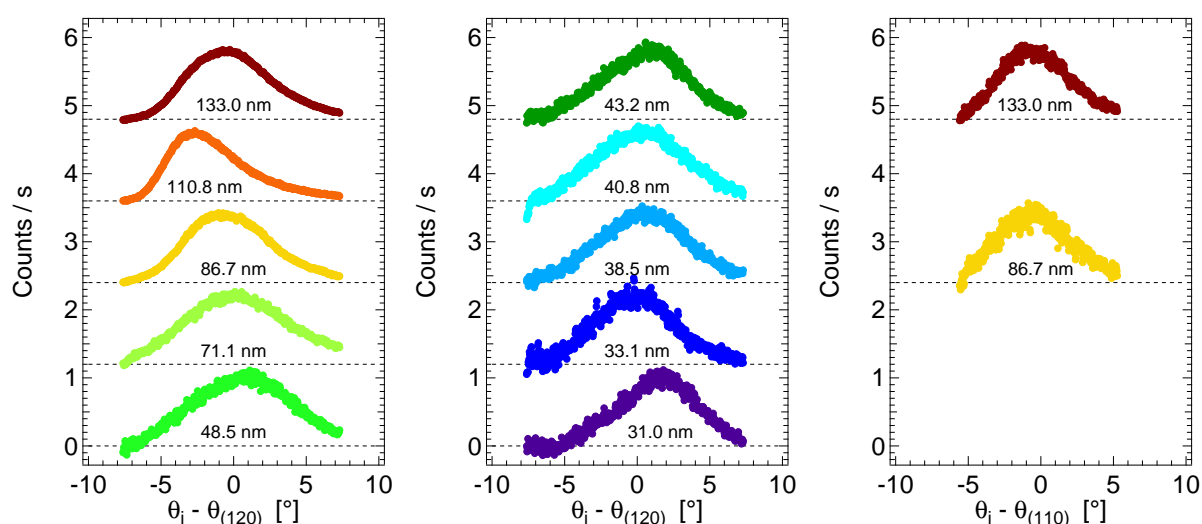 Counts / s
6
5
4
3
2
1
0
133.0 nm
110.8 nm
86.7 nm
71.1 nm
48.5 nm
-10 -5 0 5 10
θi - θ(120) [°]
Counts / s
6
5
4
3
2
1
0
43.2 nm
40.8 nm
38.5 nm
33.1 nm
31.0 nm
-10 -5 0 5 10
θi - θ(120) [°]
Counts / s
6
5
4
3
2
1
0
133.0 nm
86.7 nm
-10 -5 0 5 10
θi - θ(110) [°]